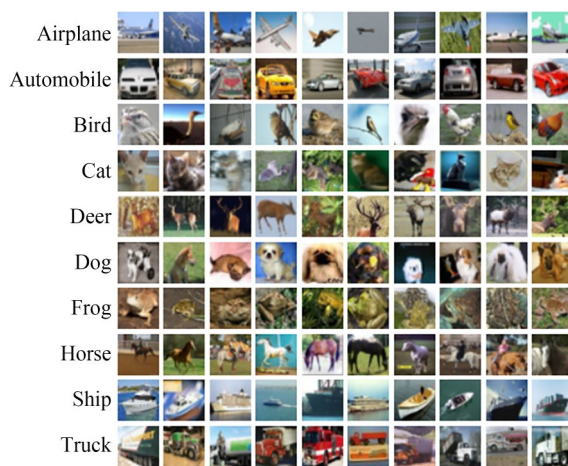 Airplane
Automobile
Bird
Cat
Deer
Dog
Frog
Horse
Ship
Truck